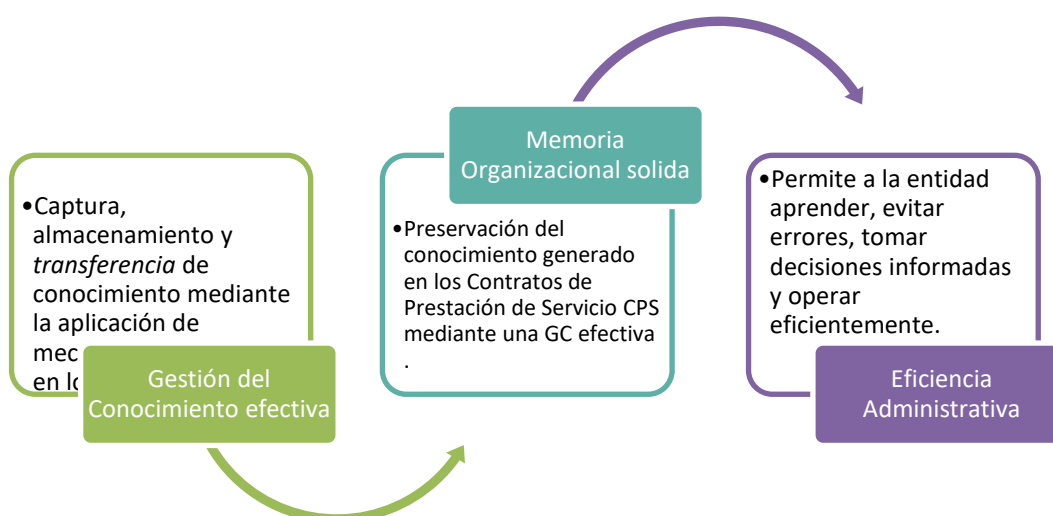 •Captura,
almacenamiento y
transferencia de
conocimiento mediante
la aplicación de
Gestión del
Conocimiento efectiva
Memoria
Organizacional solida
•Preservación del
conocimiento generado
en los Contratos de
Prestación de Servicio CPS
mediante una GC efectiva
.
•Permite a la entidad
aprender, evitar
errores, tomar
decisiones informadas
y operar
eficientemente.
Eficiencia
Administrativa